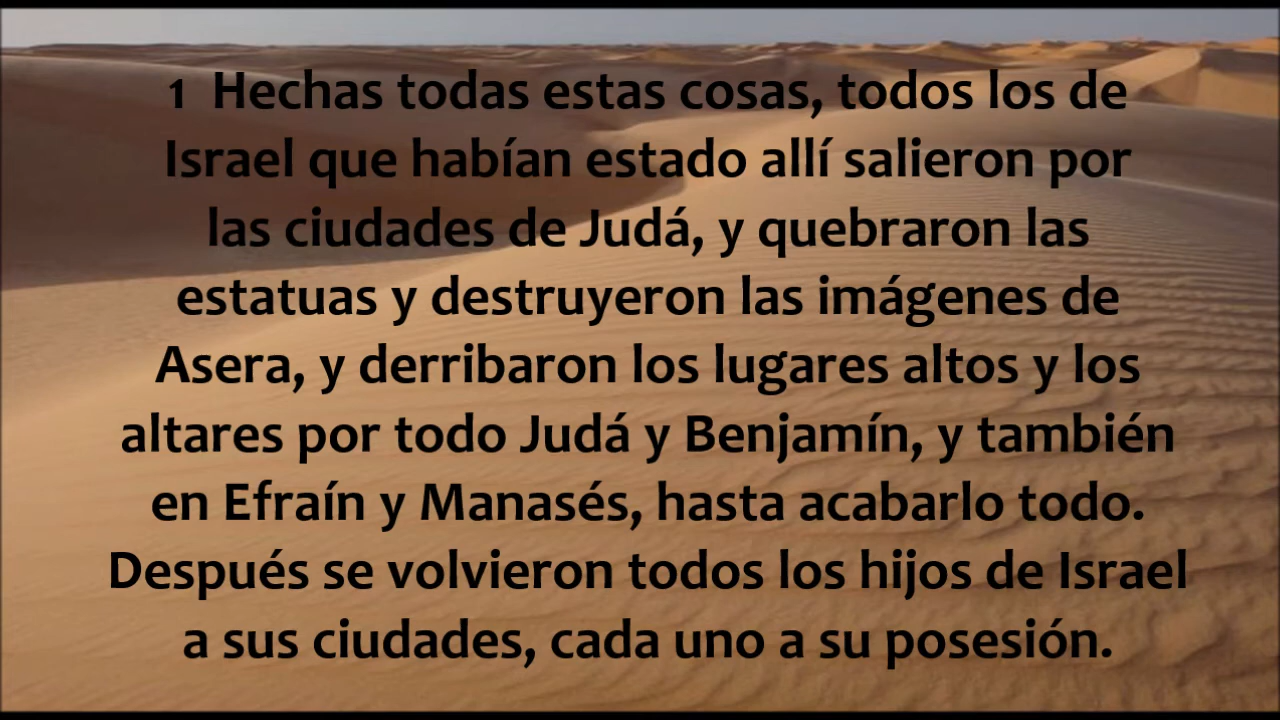 1 Hechas todas estas cosas, todos los de
Israel que habían estado allí salieron por
las ciudades de Judá, y quebraron las
estatuas y destruyeron las imágenes de
Asera, y derribaron los lugares altos y los
altares por todo Judá y Benjamín, y también
en Efraín y Manasés, hasta acabarlo todo.
Después se volvieron todos los hijos de Israel
a sus ciudades, cada uno a su posesión.